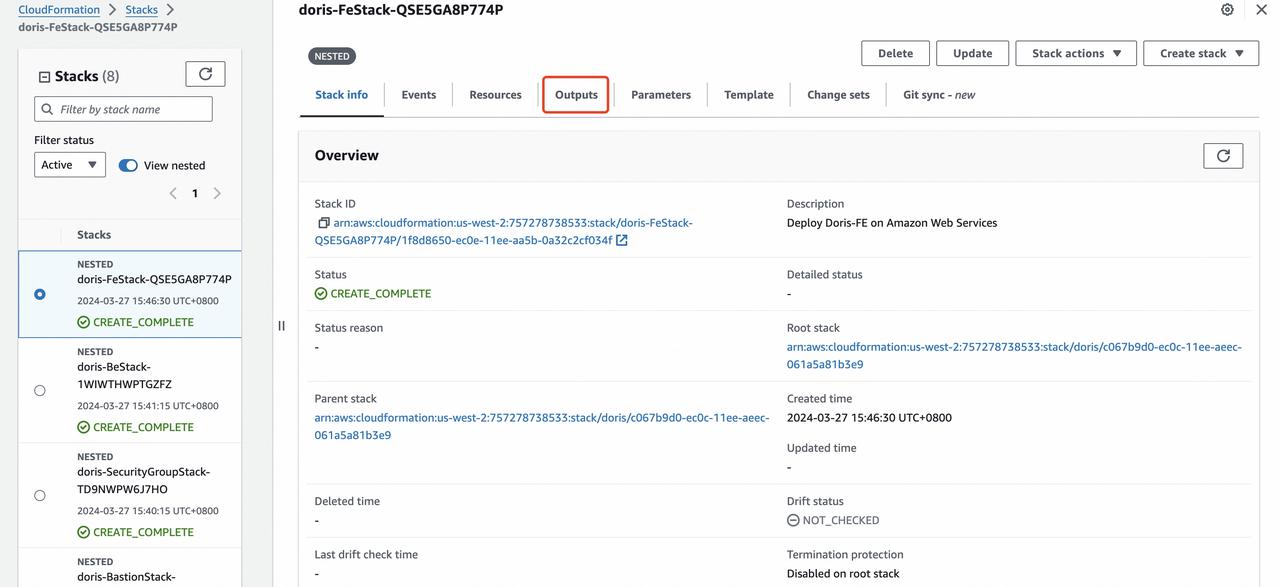 CloudFormation > Stacks >
doris-FeStack-QSE5GA8P774P
Stacks (8)
Filter by stack name
Filter status
Active
View nested
1
Stacks
NESTED
doris-FeStack-QSE5GA8P774P
2024-03-27 15:46:30 UTC+0800
CREATE_COMPLETE
NESTED
doris-BeStack-
1WIWTHWPTGZFZ
2024-03-27 15:41:15 UTC+0800
CREATE_COMPLETE
NESTED
doris-SecurityGroupStack-
TD9NWPW6J7HO
2024-03-27 15:40:15 UTC+0800
CREATE_COMPLETE
NESTED
doris-BastionStack-
doris-FeStack-QSE5GA8P774P
NESTED
Delete
Update
Stack actions
Create stack
Stack info
Events
Resources
Outputs
Parameters
Template
Change sets
Git sync - new
Overview
Stack ID
arn:aws:cloudformation:us-west-2:757278738533:stack/doris-FeStack-
QSE5GA8P774P/1f8d8650-ec0e-11ee-aa5b-0a32c2cf034f
Description
Deploy Doris-FE on Amazon Web Services
Status
CREATE_COMPLETE
Detailed status
-
Status reason
-
Root stack
arn:aws:cloudformation:us-west-2:757278738533:stack/doris/c067b9d0-ec0c-11ee-aeec-
061a5a81b3e9
Parent stack
arn:aws:cloudformation:us-west-2:757278738533:stack/doris/c067b9d0-ec0c-11ee-aeec-
061a5a81b3e9
Created time
2024-03-27 15:46:30 UTC+0800
Updated time
-
Deleted time
-
Drift status
NOT_CHECKED
Last drift check time
-
Termination protection
Disabled on root stack